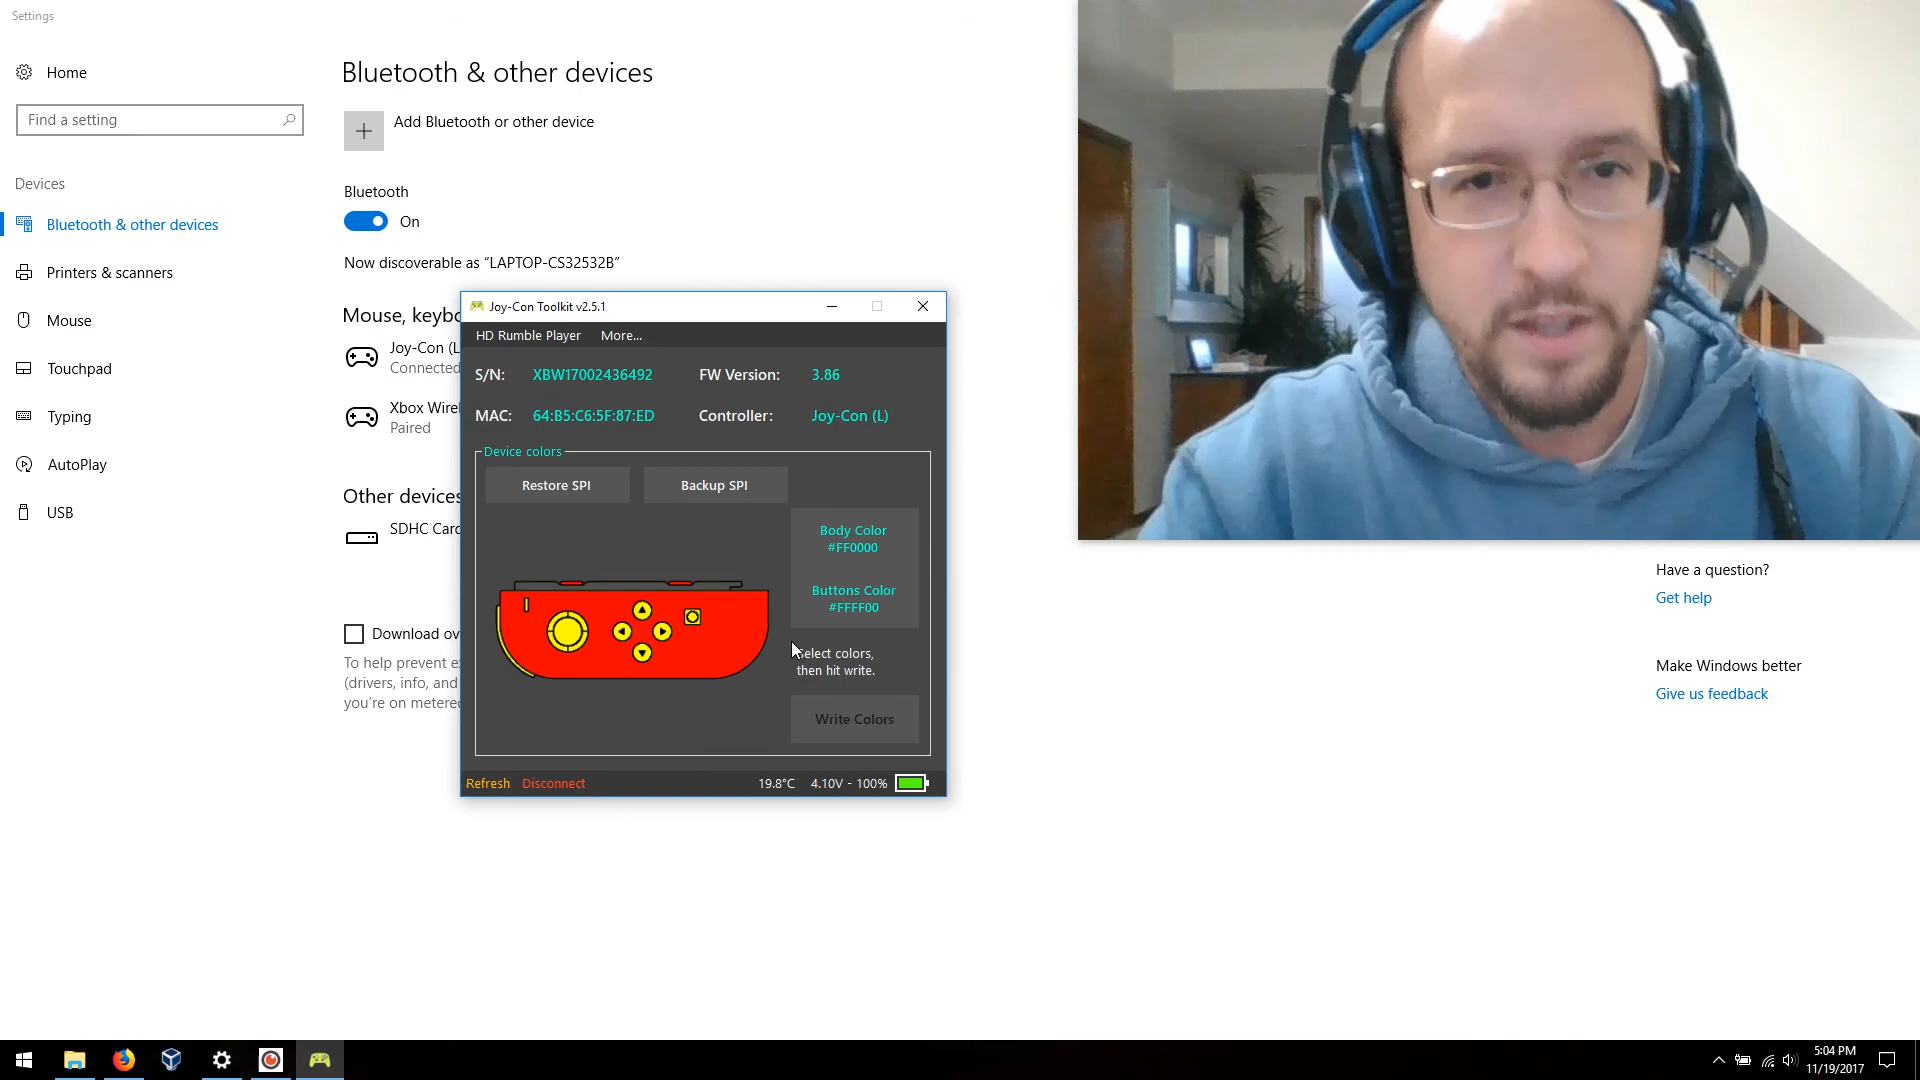 Settings
Home
Find a setting
Devices
Bluetooth & other devices
Printers & scanners
Mouse
Touchpad
Typing
AutoPlay
USB
Bluetooth & other devices
Add Bluetooth or other device
Bluetooth
On
Now discoverable as “LAPTOP-CS32532B”
Mouse, keybo
Joy-Con (L
Connected
Xbox Wirel
Paired
Other devices
SDHC Card
Download ov
To help prevent e
(drivers, info, and
you’re on metered
Joy-Con Toolkit v2.5.1
HD Rumble Player More...
S/N: XBW17002436492 FW Version: 3.86
MAC: 64:B5:C6:5F:87:ED Controller: Joy-Con (L)
Device colors
Restore SPI Backup SPI
Body Color
#FF0000
Buttons Color
#FFFF00
Select colors,
then hit write.
Write Colors
Refresh Disconnect 19.8°C 4.10V - 100%
Have a question?
Get help
Make Windows better
Give us feedback
5:04 PM
11/19/2017